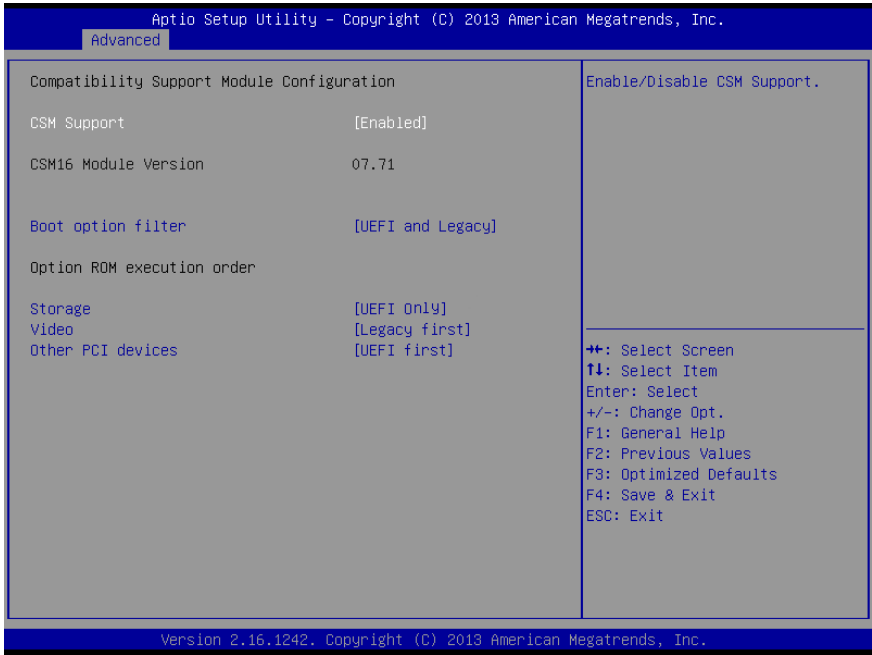 Aptio Setup Utility – Copyright (C) 2013 American Megatrends, Inc.
Advanced
Compatibility Support Module Configuration
CSM Support [Enabled]
CSM16 Module Version 07.71
Boot option filter [UEFI and Legacy]
Option ROM execution order
Storage [UEFI Only]
Video [Legacy first]
Other PCI devices [UEFI first]
Enable/Disable CSM Support.
→←: Select Screen
↑↓: Select Item
Enter: Select
+/-: Change Opt.
F1: General Help
F2: Previous Values
F3: Optimized Defaults
F4: Save & Exit
ESC: Exit
Version 2.16.1242. Copyright (C) 2013 American Megatrends, Inc.